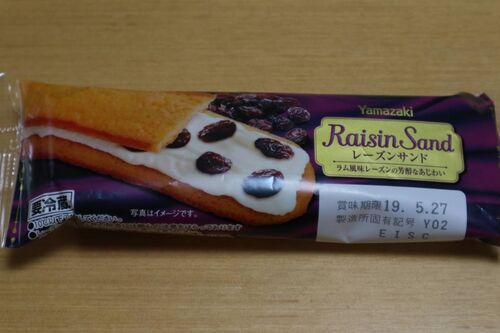 Yamazaki
Raisin Sand
レーズンサンド
ラム風味レーズンの芳醇なあじわい
要冷蔵
写真はイメージです。
賞味期限19.5.27
製造所固有記号 Y02
EISC